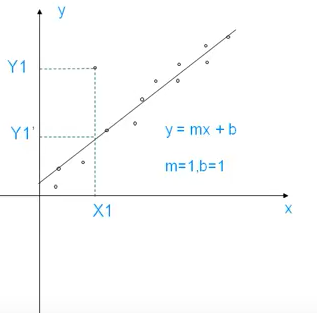 y
Y1
Y1'
y = mx + b
m=1,b=1
X1
x